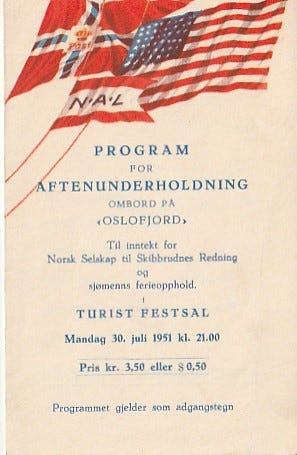 POST
N.A.L
PROGRAM
FOR
AFTENUNDERHOLDNING
OMBORD PÅ
«OSLOFJORD»
Til inntekt for
Norsk Selskap til Skibbrudnes Redning
og
sjømenns ferieopphold.
i
TURIST FESTSAL
Mandag 30. juli 1951 kl. 21.00
Pris kr. 3,50 eller $ 0,50
Programmet gjelder som adgangstegn